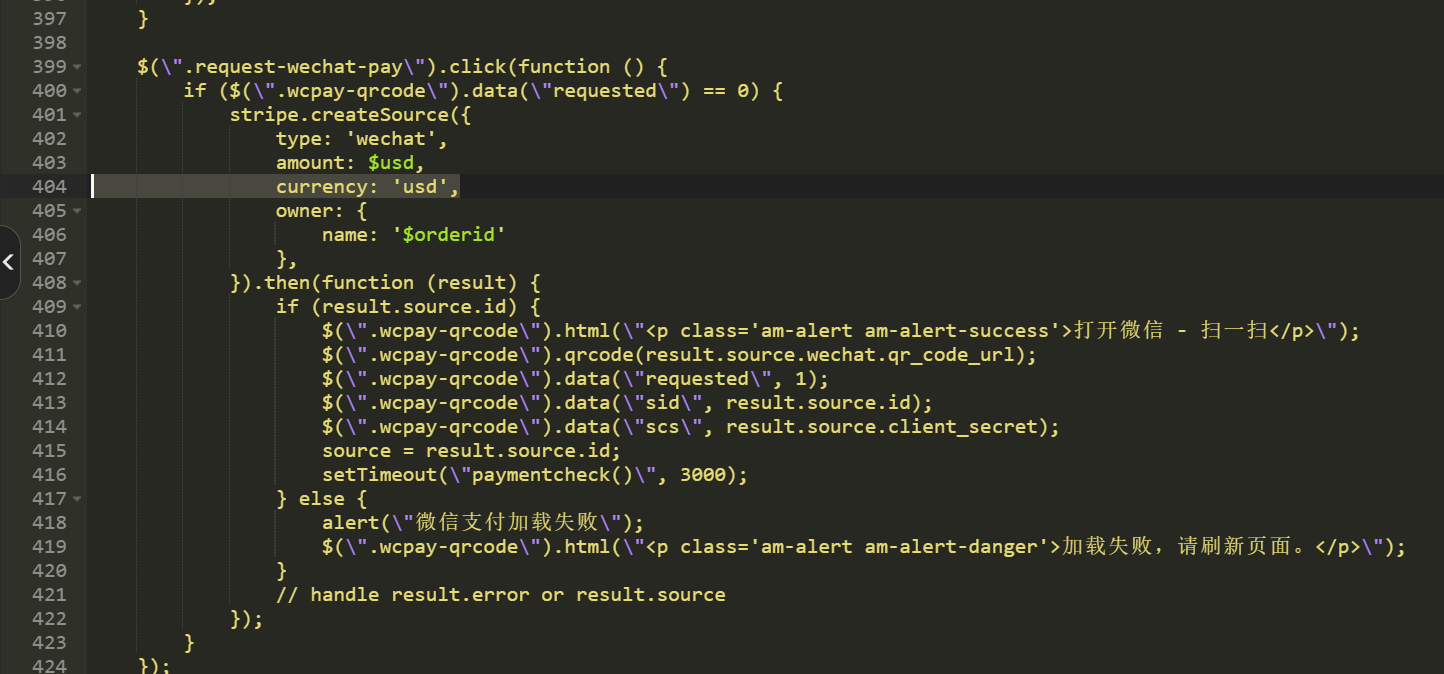 397 }
398
399 $(\".request-wechat-pay\").click(function () {
400 if ($(\".wcpay-qrcode\").data(\"requested\") == 0) {
401 stripe.createSource({
402 type: 'wechat',
403 amount: $usd,
404 currency: 'usd',
405 owner: {
406 name: '$orderid'
407 },
408 }).then(function (result) {
409 if (result.source.id) {
410 $(\".wcpay-qrcode\").html(\"<p class='am-alert am-alert-success'>打开微信 - 扫一扫</p>\");
411 $(\".wcpay-qrcode\").qrcode(result.source.wechat.qr_code_url);
412 $(\".wcpay-qrcode\").data(\"requested\", 1);
413 $(\".wcpay-qrcode\").data(\"sid\", result.source.id);
414 $(\".wcpay-qrcode\").data(\"scs\", result.source.client_secret);
415 source = result.source.id;
416 setTimeout(\"paymentcheck()\", 3000);
417 } else {
418 alert(\"微信支付加载失败\");
419 $(\".wcpay-qrcode\").html(\"<p class='am-alert am-alert-danger'>加载失败，请刷新页面。</p>\");
420 }
421 // handle result.error or result.source
422 });
423 }
424 });